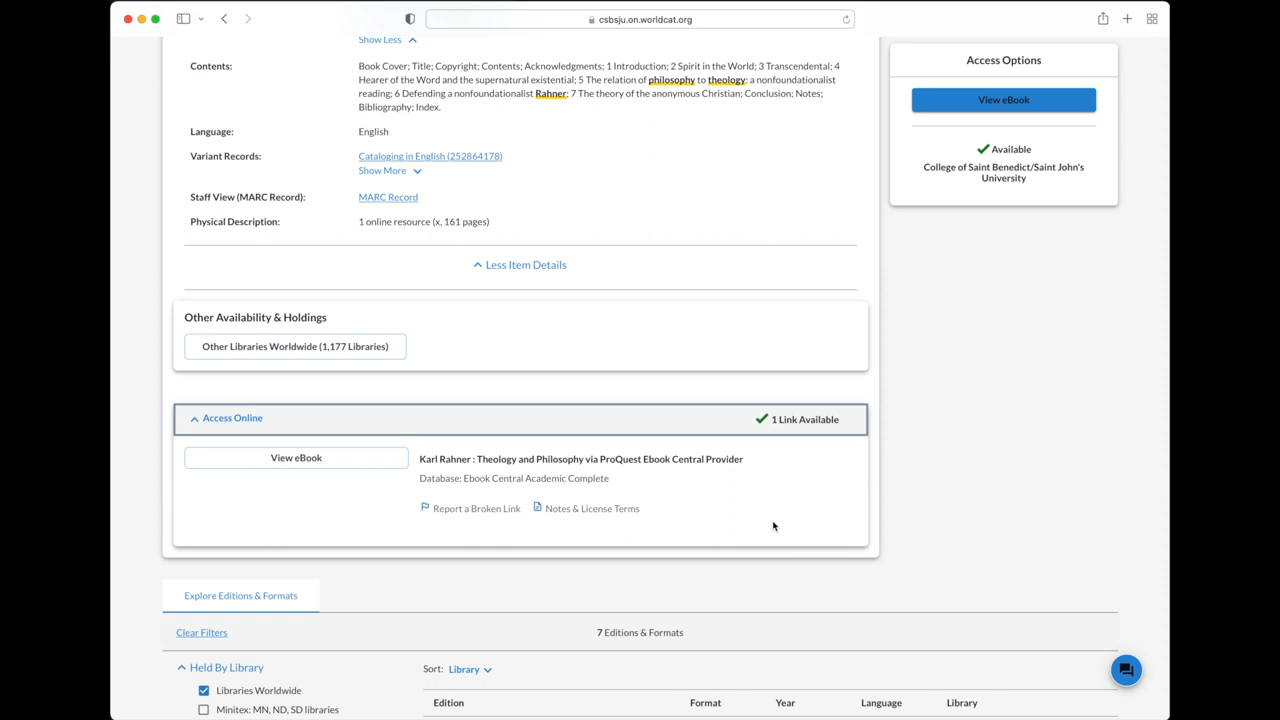 csbsju.on.worldcat.org
Show Less
Contents:
Book Cover; Title; Copyright; Contents; Acknowledgments; 1 Introduction; 2 Spirit in the World; 3 Transcendental; 4
Hearer of the Word and the supernatural existential; 5 The relation of philosophy to theology: a nonfoundationalist
reading; 6 Defending a nonfoundationalist Rahner; 7 The theory of the anonymous Christian; Conclusion; Notes;
Bibliography; Index.
Language:
English
Variant Records:
Cataloging in English (252864178)
Show More
Staff View (MARC Record):
MARC Record
Physical Description:
1 online resource (x, 161 pages)
Less Item Details
Access Options
View eBook
Available
College of Saint Benedict/Saint John's
University
Other Availability & Holdings
Other Libraries Worldwide (1,177 Libraries)
Access Online
1 Link Available
View eBook
Karl Rahner : Theology and Philosophy via ProQuest Ebook Central Provider
Database: Ebook Central Academic Complete
Report a Broken Link
Notes & License Terms
Explore Editions & Formats
Clear Filters
7 Editions & Formats
Held By Library
Sort: Library
Libraries Worldwide
Minitex: MN, ND, SD libraries
Edition
Format
Year
Language
Library